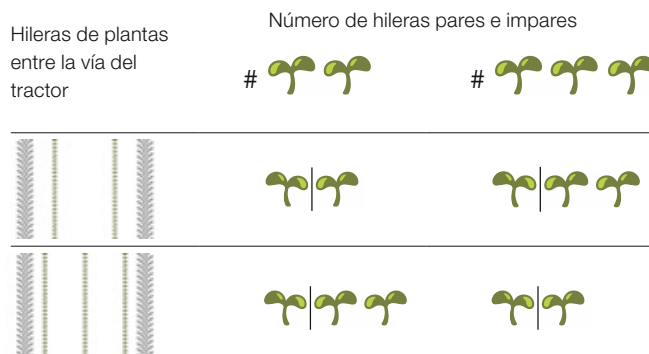 Hileras de plantas
entre la vía del
tractor
Número de hileras pares e impares
#
#